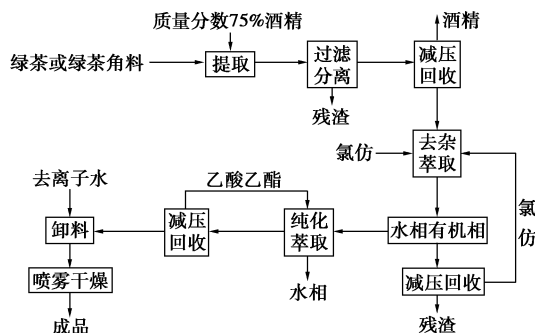 质量分数75%酒精
酒精
绿茶或绿茶角料
提取
过滤
分离
减压
回收
残渣
氯仿
去杂
萃取
去离子水
乙酸乙酯
氯
仿
卸料
减压
回收
纯化
萃取
水相有机相
喷雾干燥
水相
减压回收
成品
残渣